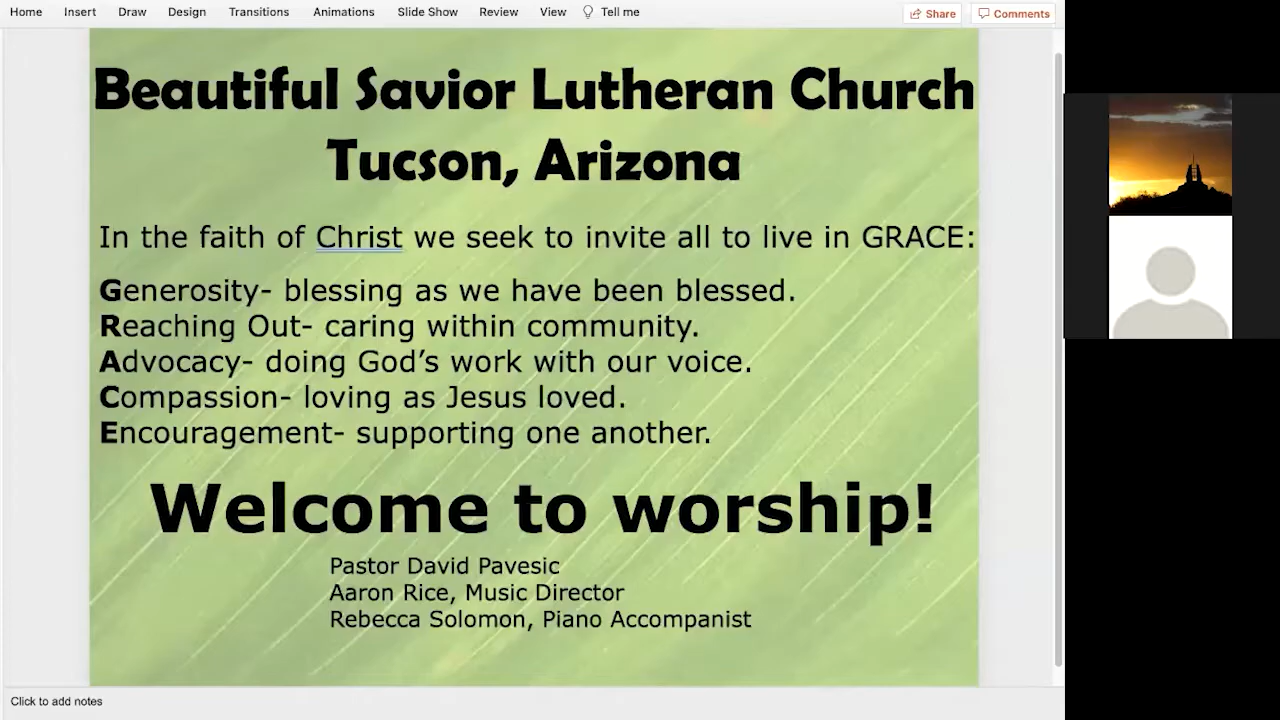 Home Insert Draw Design Transitions Animations Slide Show Review View Tell me Share Comments
Beautiful Savior Lutheran Church
Tucson, Arizona
In the faith of Christ we seek to invite all to live in GRACE:
Generosity- blessing as we have been blessed.
Reaching Out- caring within community.
Advocacy- doing God’s work with our voice.
Compassion- loving as Jesus loved.
Encouragement- supporting one another.
Welcome to worship!
Pastor David Pavesic
Aaron Rice, Music Director
Rebecca Solomon, Piano Accompanist
Click to add notes